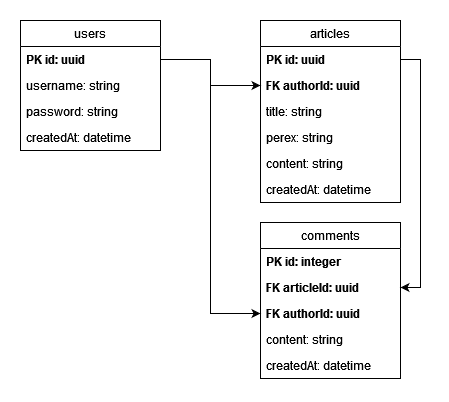 users
PK id: uuid
username: string
password: string
createdAt: datetime
articles
PK id: uuid
FK authorId: uuid
title: string
perex: string
content: string
createdAt: datetime
comments
PK id: integer
FK articleId: uuid
FK authorId: uuid
content: string
createdAt: datetime